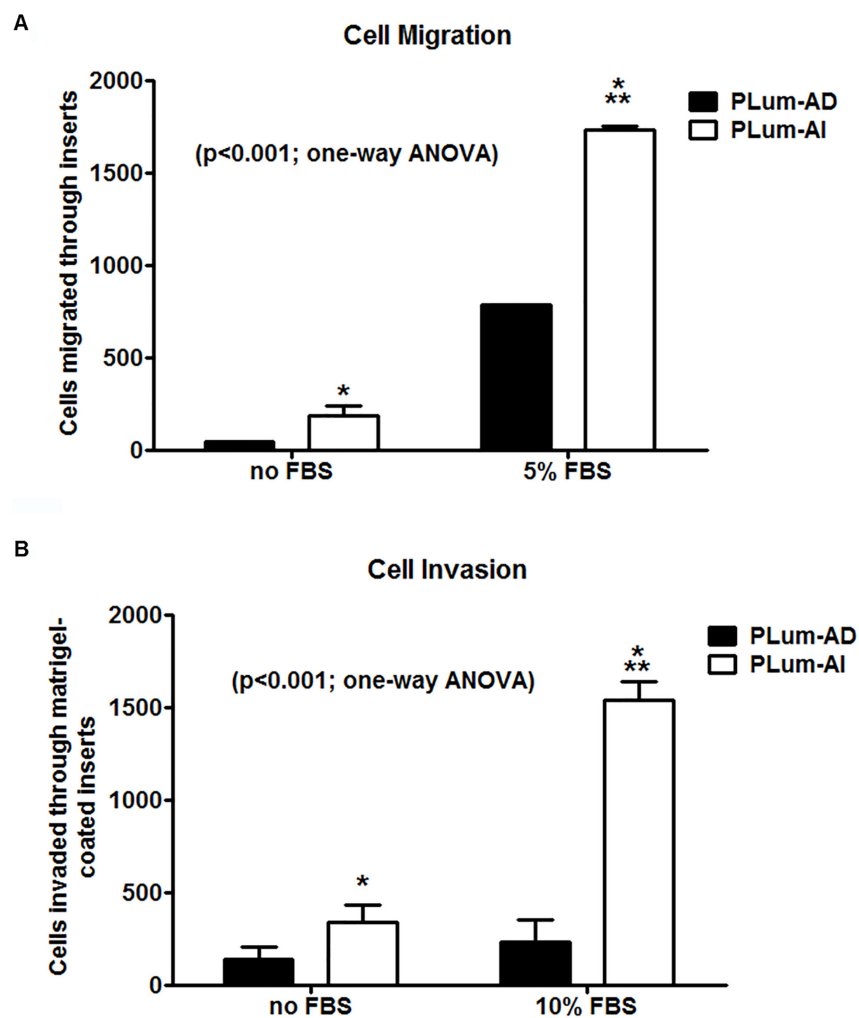 A
Cell Migration
Cells migrated through inserts
2000
1500
1000
500
0
(p<0.001; one-way ANOVA)
*
*
**
PLum-AD
PLum-AI
no FBS
5% FBS
B
Cell Invasion
Cells invaded through matrigel-
coated inserts
2000
1500
1000
500
0
(p<0.001; one-way ANOVA)
*
*
**
PLum-AD
PLum-AI
no FBS
10% FBS